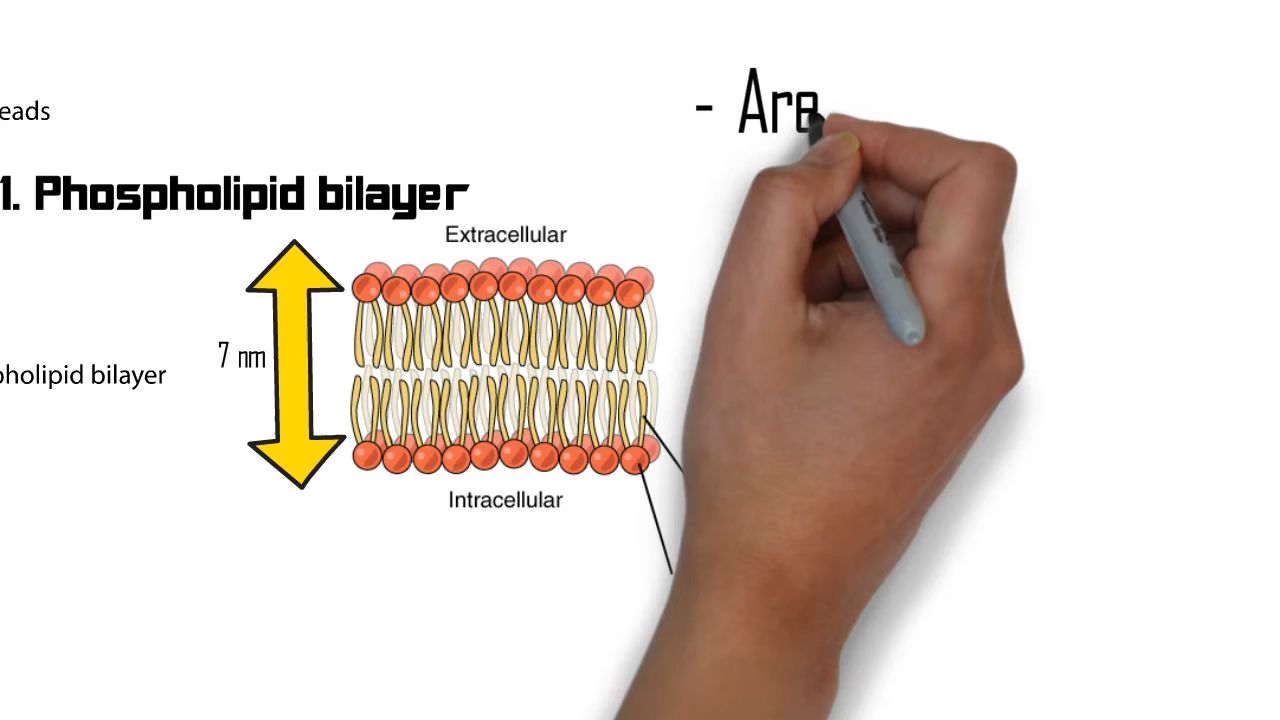 eads
- Are
1. Phospholipid bilayer
Extracellular
7 nm
pholipid bilayer
Intracellular